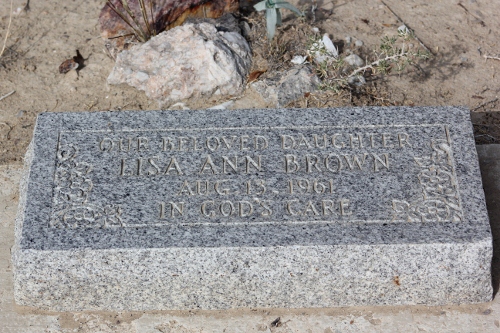 OUR BELOVED DAUGHTER
LISA ANN BROWN
AUG 13, 1961
IN GOD'S CARE